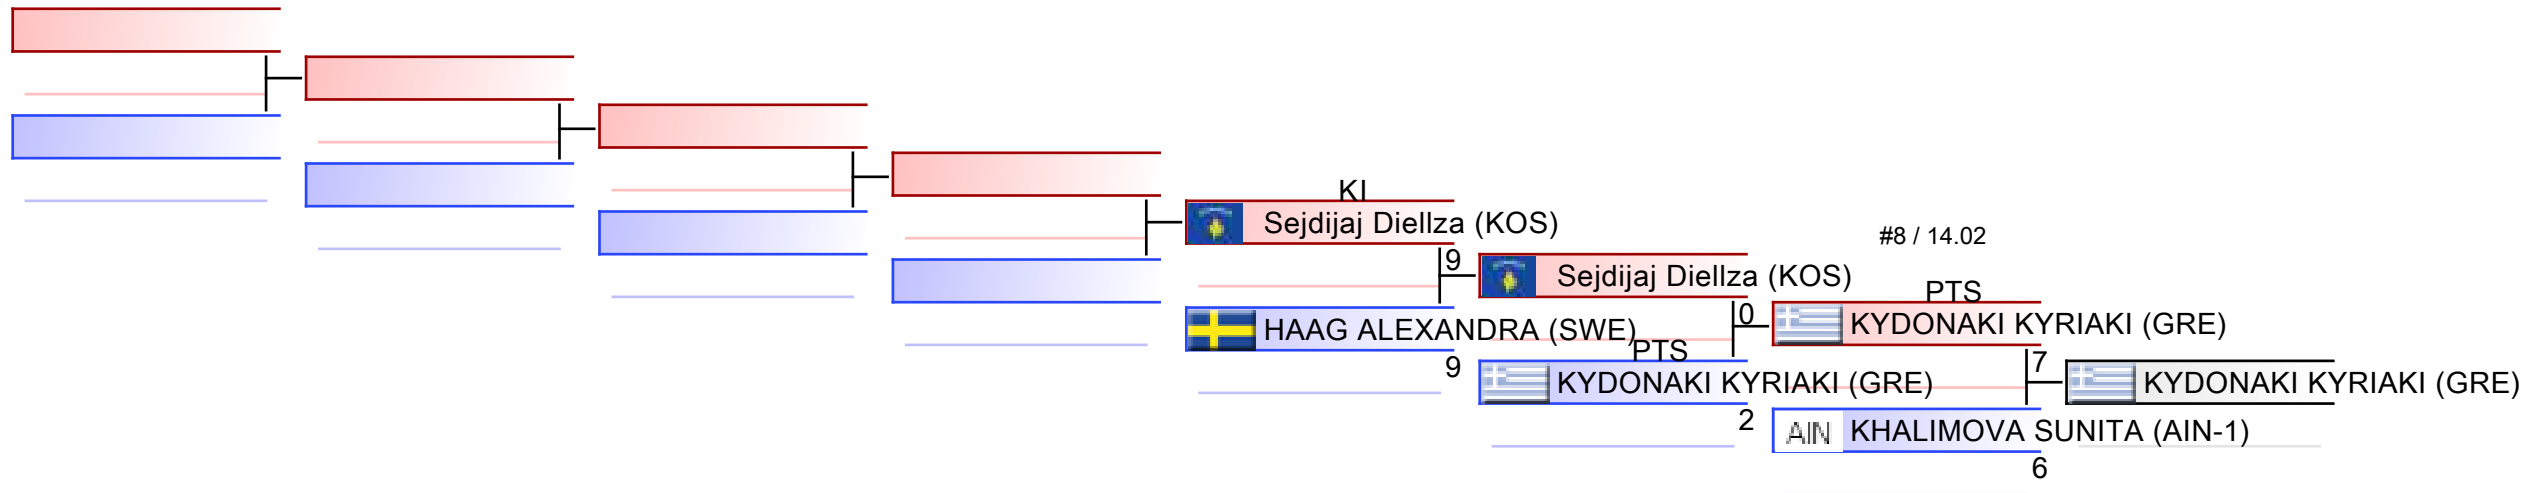 KI
Sejdijaj Diellza (KOS)
9
HAAG ALEXANDRA (SWE)
9
Sejdijaj Diellza (KOS)
0
PTS
KYDONAKI KYRIAKI (GRE)
2
#8 / 14.02
PTS
KYDONAKI KYRIAKI (GRE)
7
AIN KHALIMOVA SUNITA (AIN-1)
6
KYDONAKI KYRIAKI (GRE)